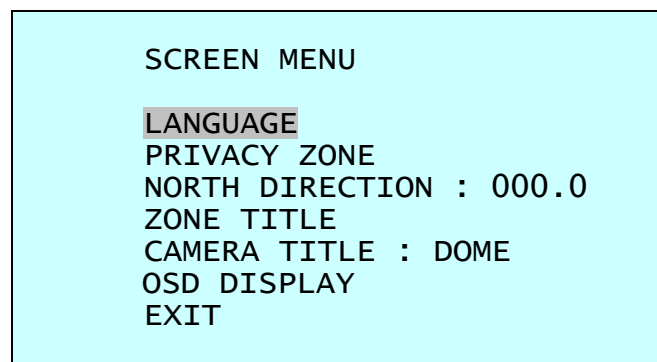 SCREEN MENU
LANGUAGE
PRIVACY ZONE
NORTH DIRECTION : 000.0
ZONE TITLE
CAMERA TITLE : DOME
OSD DISPLAY
EXIT